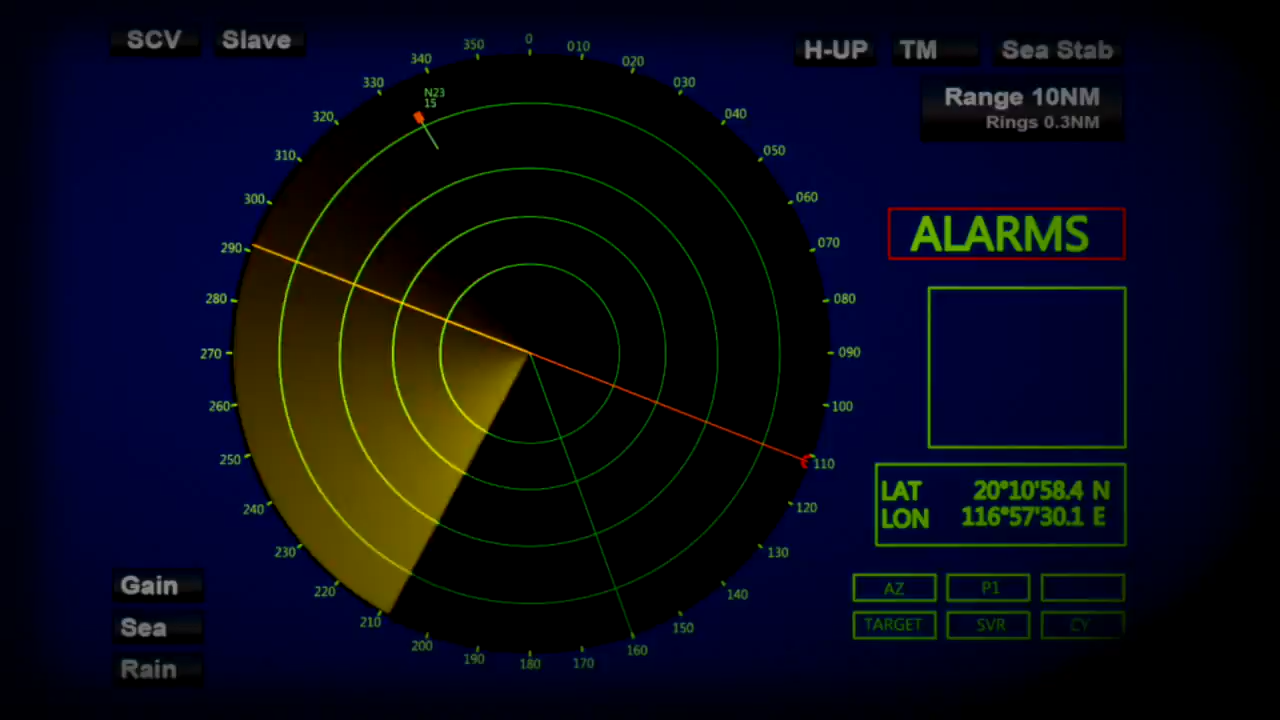 SCV Slave
H-UP TM Sea Stab
Range 10NM
Rings 0.3NM
0
010
020
030
040
050
060
070
080
090
100
110
120
130
140
150
160
170
180
190
200
210
220
230
240
250
260
270
280
290
300
310
320
330
340
350
N23
15
ALARMS
LAT 20°10'58.4 N
LON 116°57'30.1 E
AZ P1
TARGET SVR CY
Gain
Sea
Rain